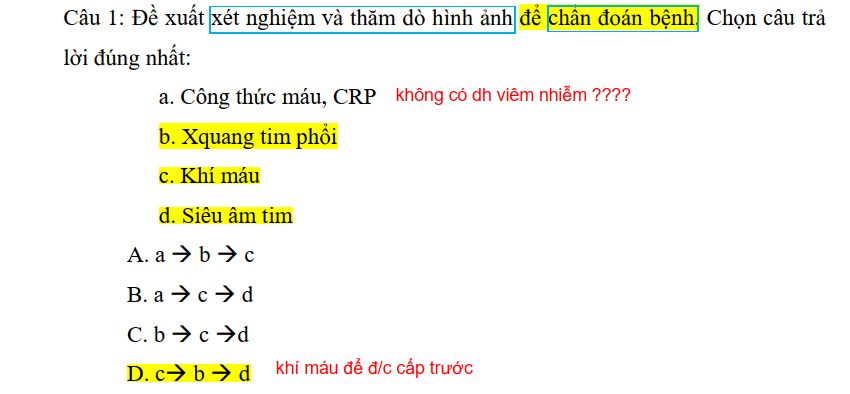 Câu 1: Đề xuất xét nghiệm và thăm dò hình ảnh để chẩn đoán bệnh. Chọn câu trả
lời đúng nhất:
a. Công thức máu, CRP không có dh viêm nhiễm ????
b. Xquang tim phổi
c. Khí máu
d. Siêu âm tim
A. a → b → c
B. a → c → d
C. b → c →d
D. c→ b → d khí máu để đ/c cấp trước